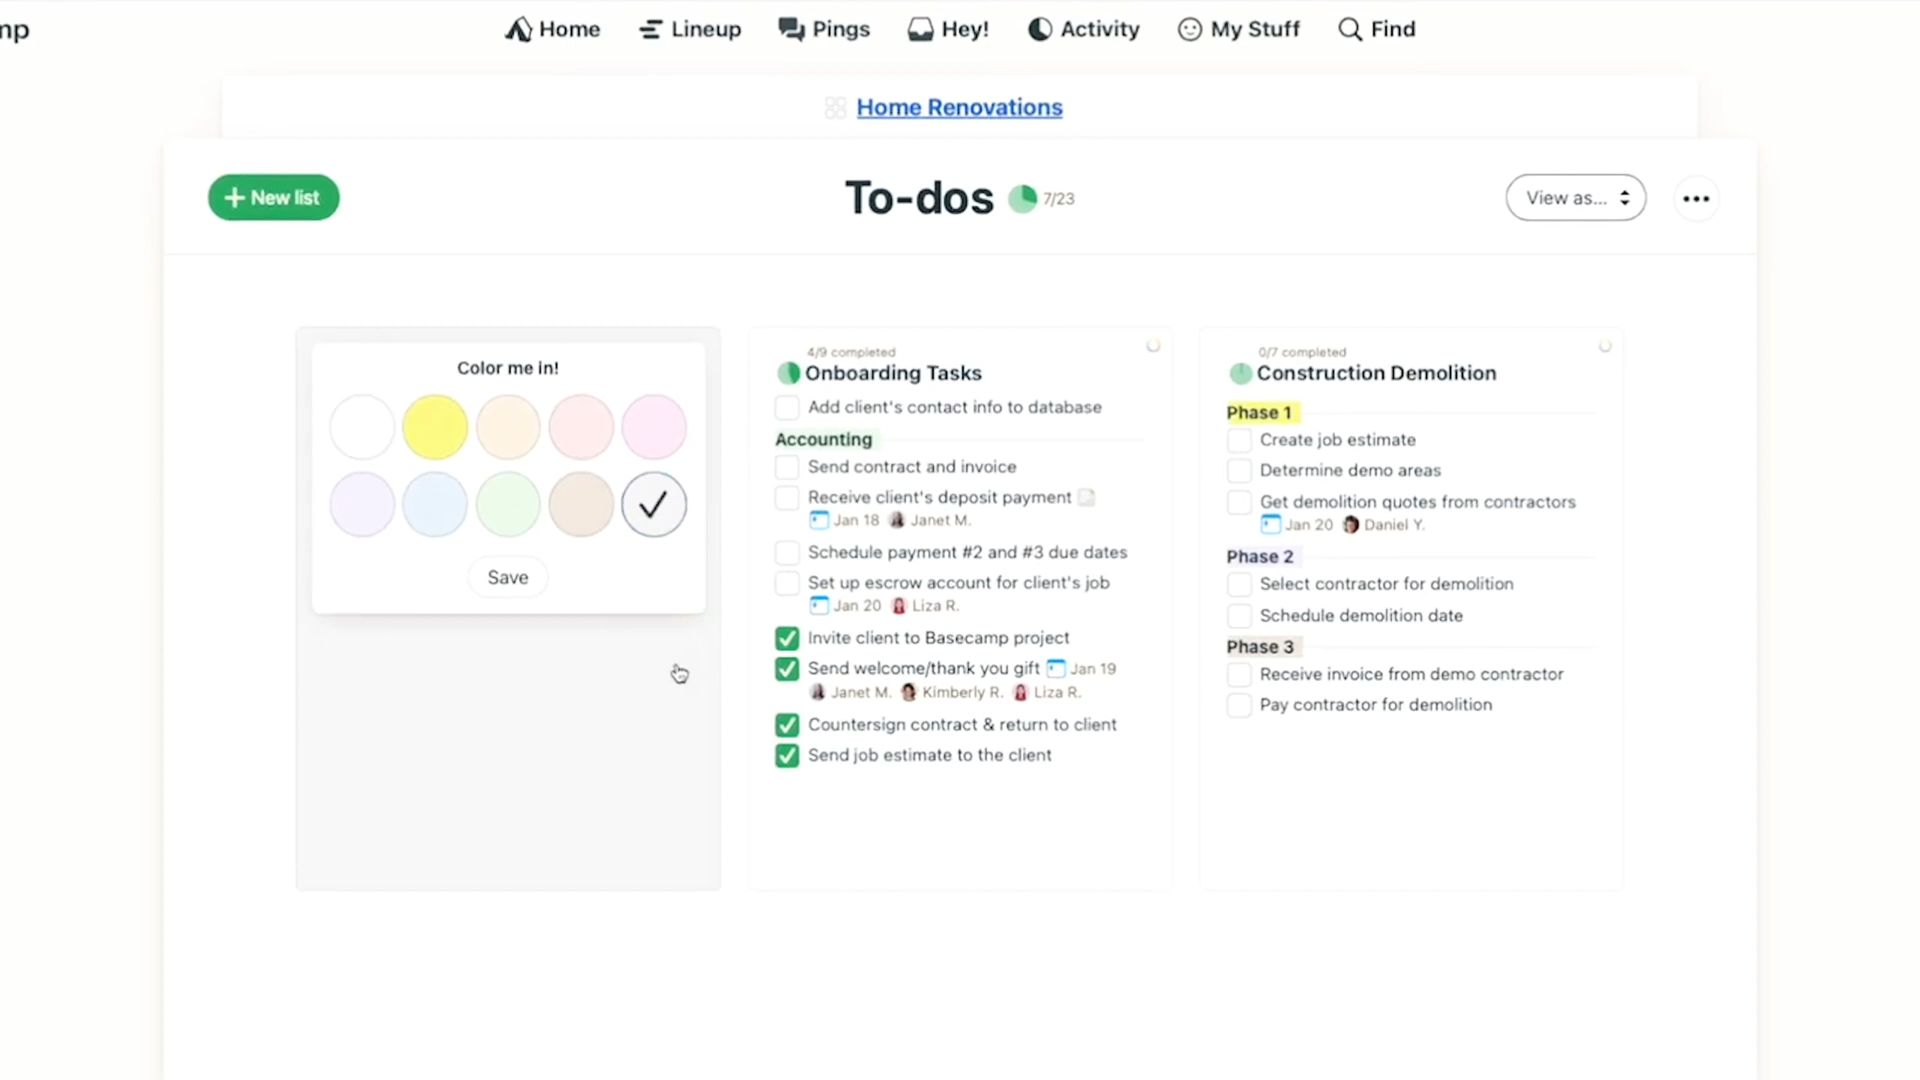 mp
Home Lineup Pings Hey! Activity My Stuff Find
Home Renovations
New list
To-dos 7/23
View as...
Color me in!
Save
4/9 completed
Onboarding Tasks
Add client's contact info to database
Accounting
Send contract and invoice
Receive client's deposit payment
Jan 18 Janet M.
Schedule payment #2 and #3 due dates
Set up escrow account for client's job
Jan 20 Liza R.
Invite client to Basecamp project
Send welcome/thank you gift Jan 19
Janet M. Kimberly R. Liza R.
Countersign contract & return to client
Send job estimate to the client
0/7 completed
Construction Demolition
Phase 1
Create job estimate
Determine demo areas
Get demolition quotes from contractors
Jan 20 Daniel Y.
Phase 2
Select contractor for demolition
Schedule demolition date
Phase 3
Receive invoice from demo contractor
Pay contractor for demolition